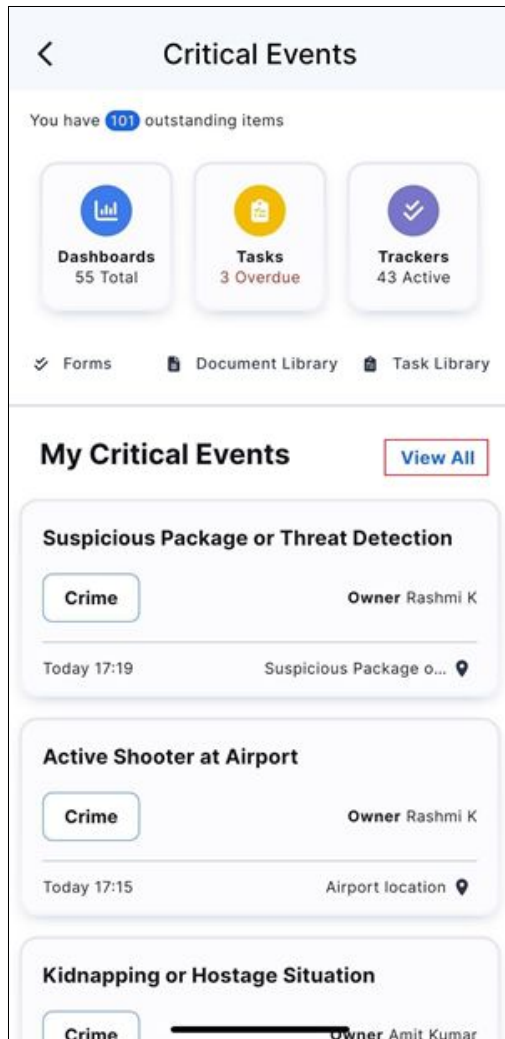 Critical Events
You have 101 outstanding items
Dashboards
55 Total
Tasks
3 Overdue
Trackers
43 Active
Forms
Document Library
Task Library
My Critical Events
View All
Suspicious Package or Threat Detection
Crime
Owner Rashmi K
Today 17:19
Suspicious Package o...
Active Shooter at Airport
Crime
Owner Rashmi K
Today 17:15
Airport location
Kidnapping or Hostage Situation
Crime
Owner Amit Kumar